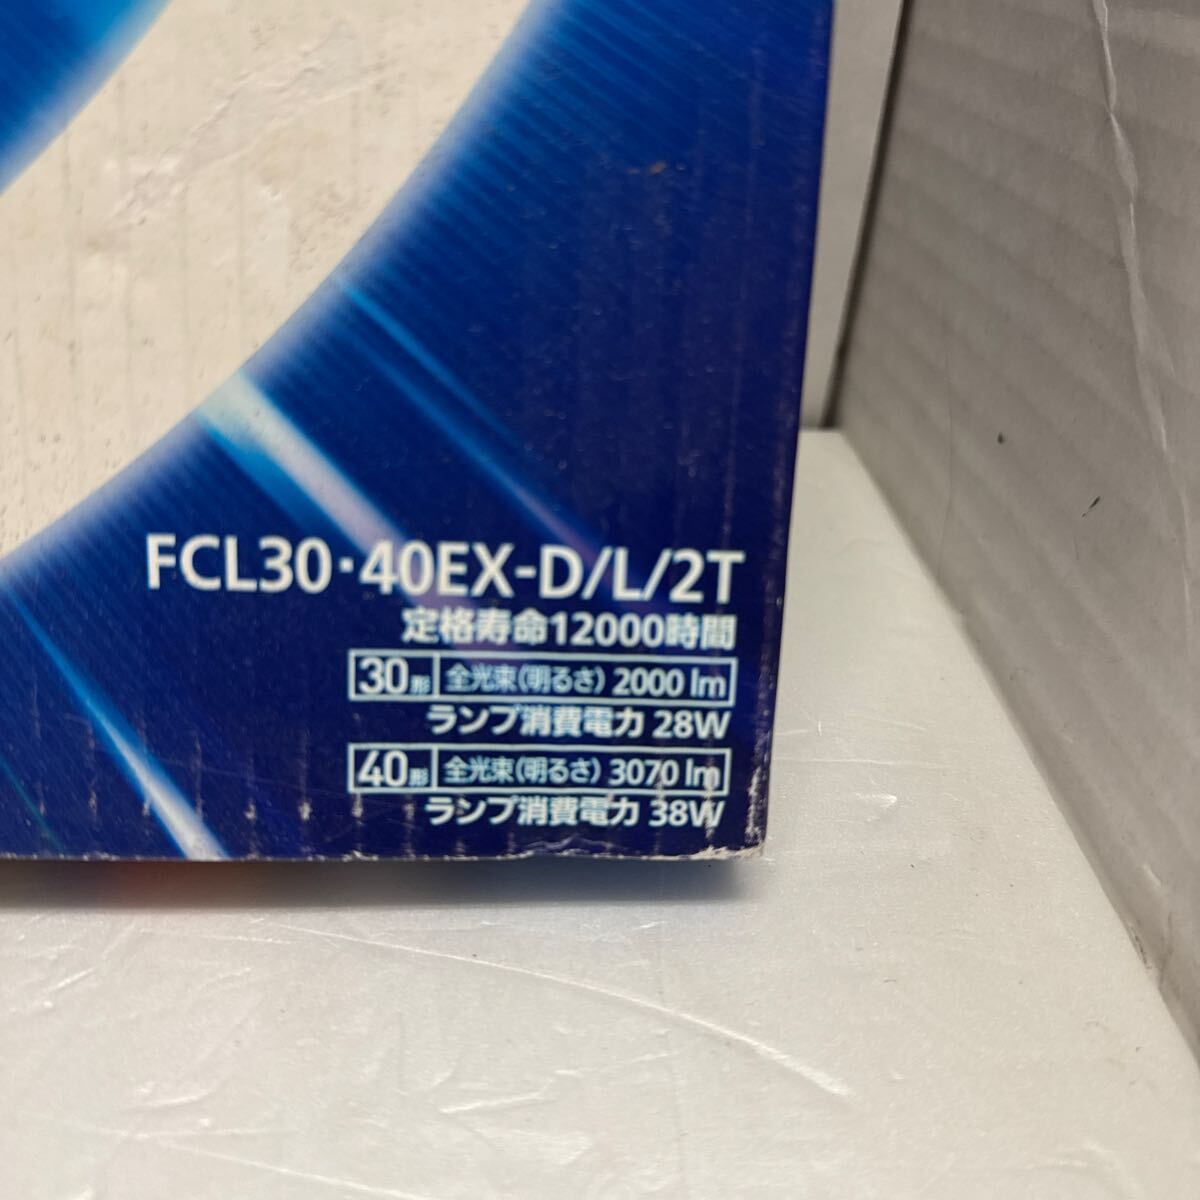 FCL30・40EX-D/L/2T
定格寿命12000時間
30形 全光束(明るさ) 2000 lm
ランプ消費電力 28W
40形 全光束(明るさ) 3070 lm
ランプ消費電力 38W